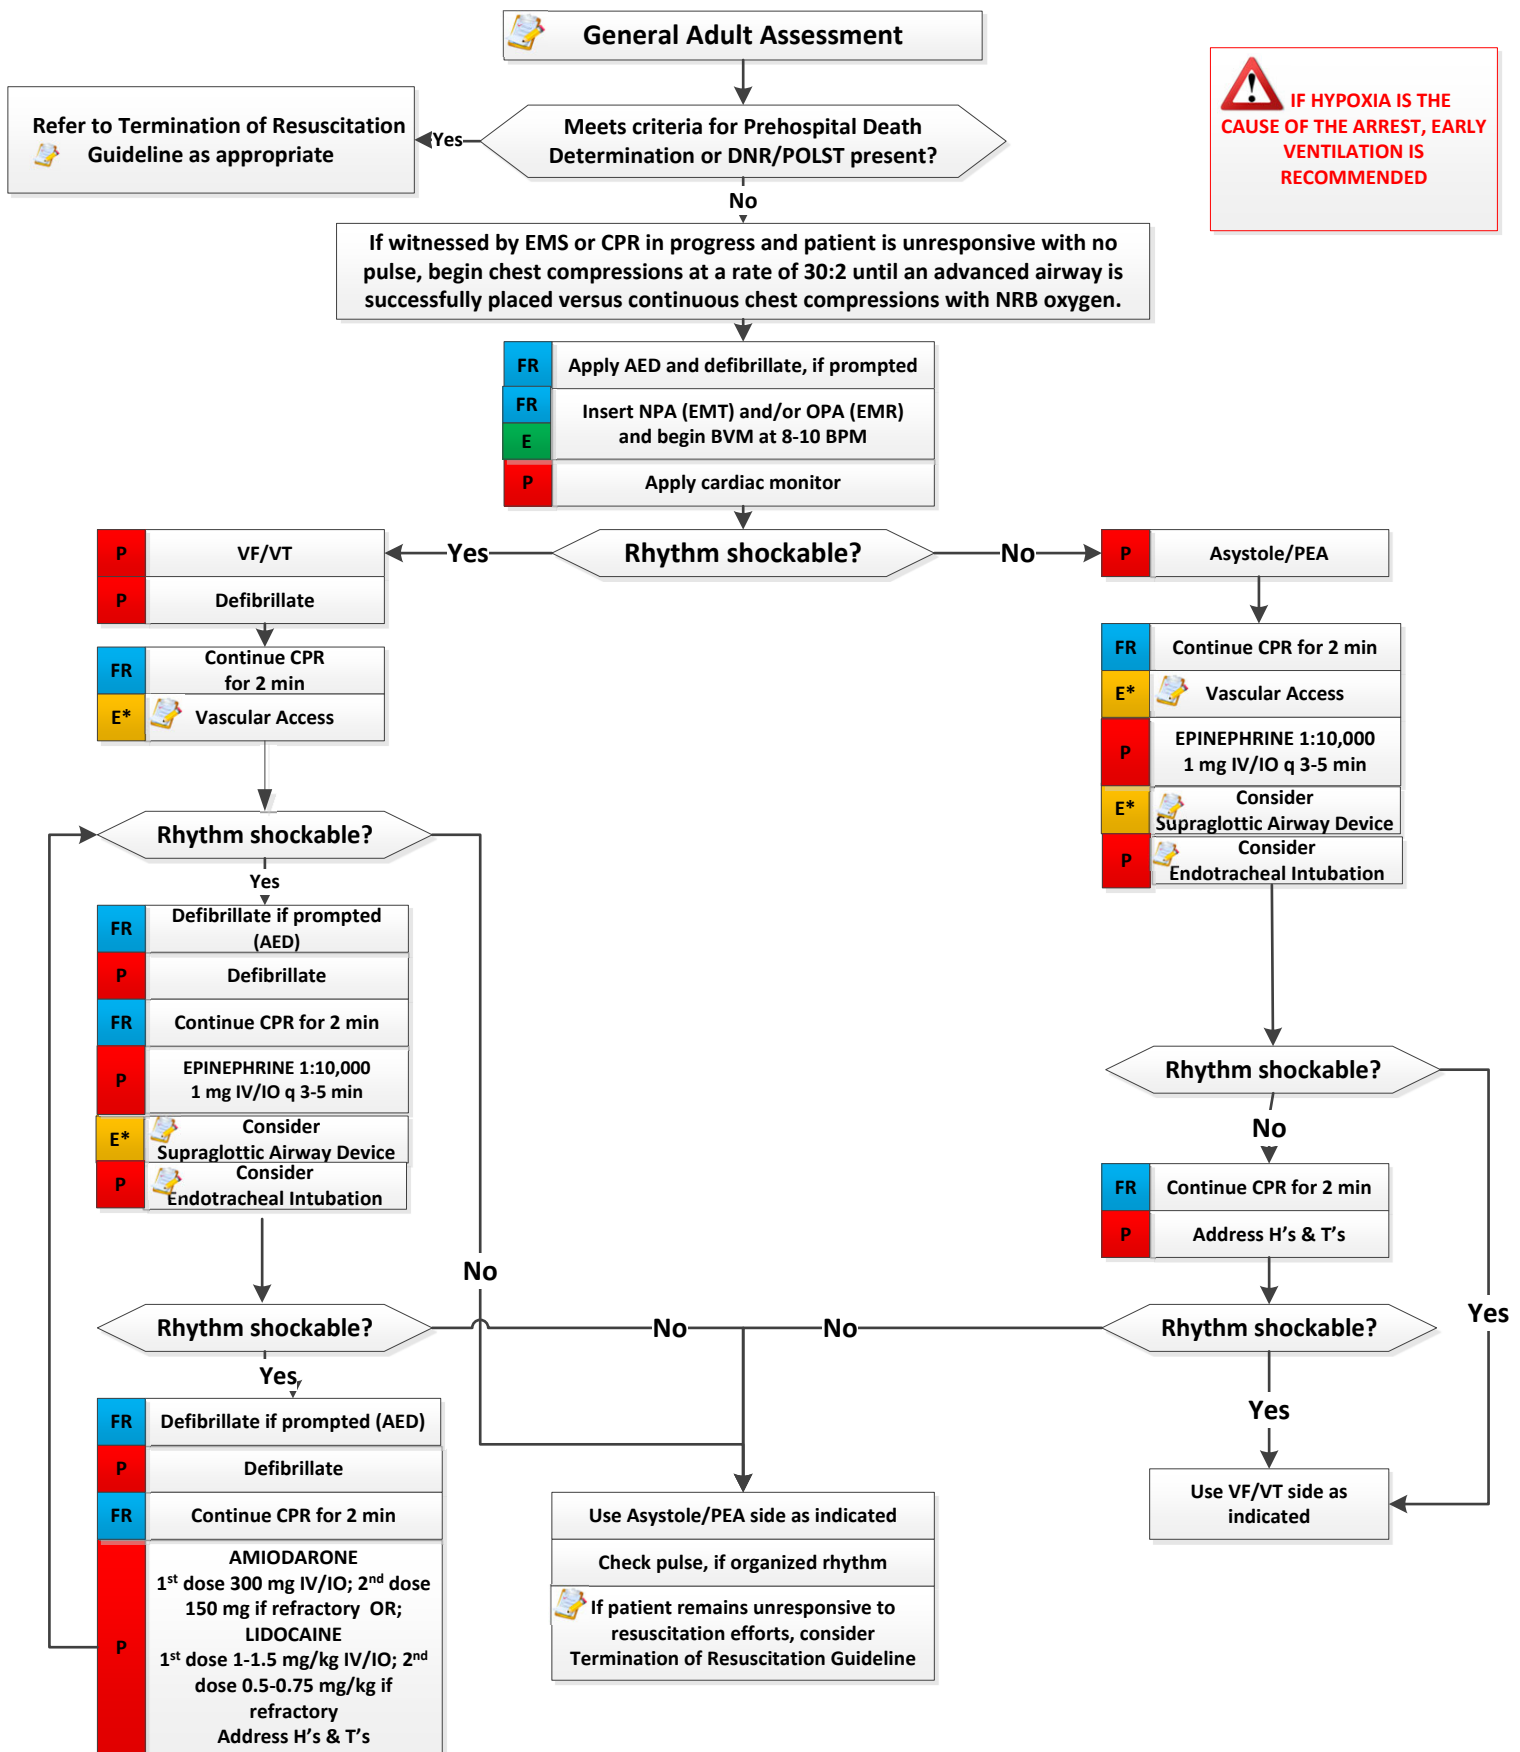 General Adult Assessment
IF HYPOXIA IS THE
CAUSE OF THE ARREST, EARLY
VENTILATION IS
RECOMMENDED
Refer to Termination of Resuscitation
Guideline as appropriate
Yes
Meets criteria for Prehospital Death
Determination or DNR/POLST present?
No
If witnessed by EMS or CPR in progress and patient is unresponsive with no
pulse, begin chest compressions at a rate of 30:2 until an advanced airway is
successfully placed versus continuous chest compressions with NRB oxygen.
FR
Apply AED and defibrillate, if prompted
FR
E
Insert NPA (EMT) and/or OPA (EMR)
and begin BVM at 8-10 BPM
P
Apply cardiac monitor
Rhythm shockable?
Yes
No
P
VF/VT
P
Defibrillate
FR
Continue CPR
for 2 min
E*
Vascular Access
Rhythm shockable?
Yes
No
FR
Defibrillate if prompted
(AED)
P
Defibrillate
FR
Continue CPR for 2 min
P
EPINEPHRINE 1:10,000
1 mg IV/IO q 3-5 min
E*
Consider
Supraglottic Airway Device
P
Consider
Endotracheal Intubation
Rhythm shockable?
No
Yes
FR
Defibrillate if prompted (AED)
P
Defibrillate
FR
Continue CPR for 2 min
P
AMIODARONE
1st dose 300 mg IV/IO; 2nd dose
150 mg if refractory OR;
LIDOCAINE
1st dose 1-1.5 mg/kg IV/IO; 2nd
dose 0.5-0.75 mg/kg if
refractory
Address H's & T's
P
Asystole/PEA
FR
Continue CPR for 2 min
E*
Vascular Access
P
EPINEPHRINE 1:10,000
1 mg IV/IO q 3-5 min
E*
Consider
Supraglottic Airway Device
P
Consider
Endotracheal Intubation
Rhythm shockable?
No
Yes
FR
Continue CPR for 2 min
P
Address H's & T's
Rhythm shockable?
No
Yes
Use VF/VT side as
indicated
Use Asystole/PEA side as indicated
Check pulse, if organized rhythm
If patient remains unresponsive to
resuscitation efforts, consider
Termination of Resuscitation Guideline